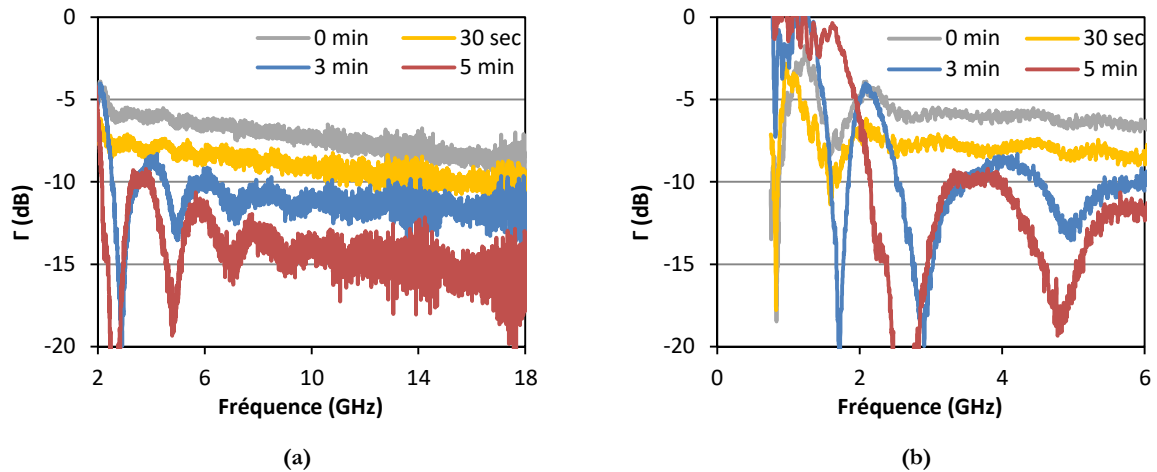 0
-5
-10
-15
-20
Γ (dB)
0 min
30 sec
3 min
5 min
2
6
10
14
18
Fréquence (GHz)
(a)
0
-5
-10
-15
-20
Γ (dB)
0 min
30 sec
3 min
5 min
0
2
4
6
Fréquence (GHz)
(b)